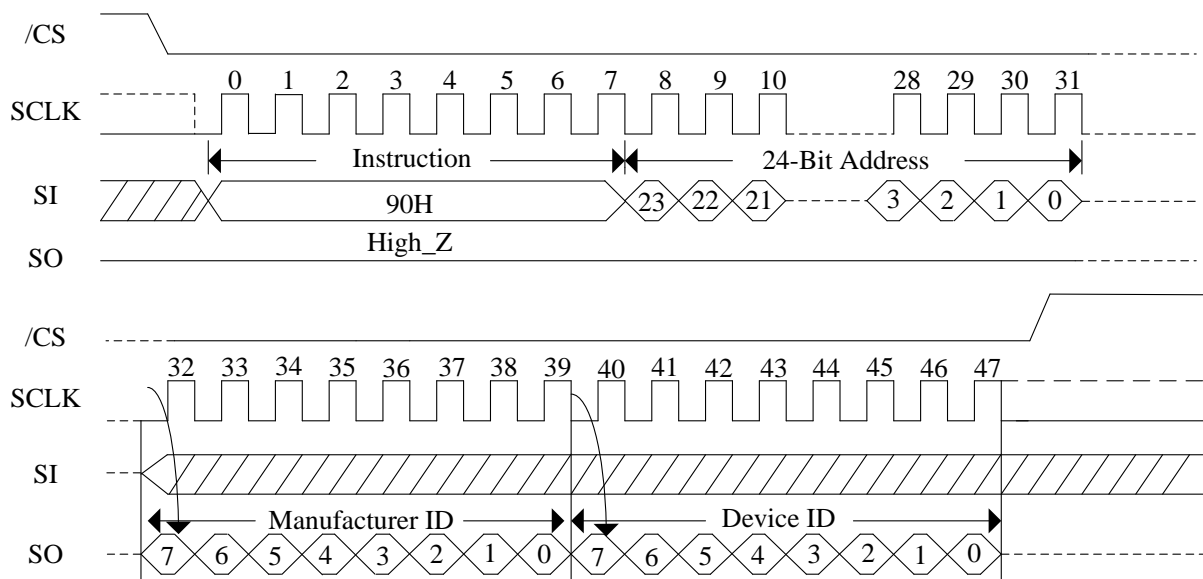 /CS
0 1 2 3 4 5 6 7 8 9 10 28 29 30 31
SCLK
Instruction 24-Bit Address
SI 90H 23 22 21 3 2 1 0
High_Z
SO
/CS
32 33 34 35 36 37 38 39 40 41 42 43 44 45 46 47
SCLK
SI
Manufacturer ID Device ID
SO 7 6 5 4 3 2 1 0 7 6 5 4 3 2 1 0